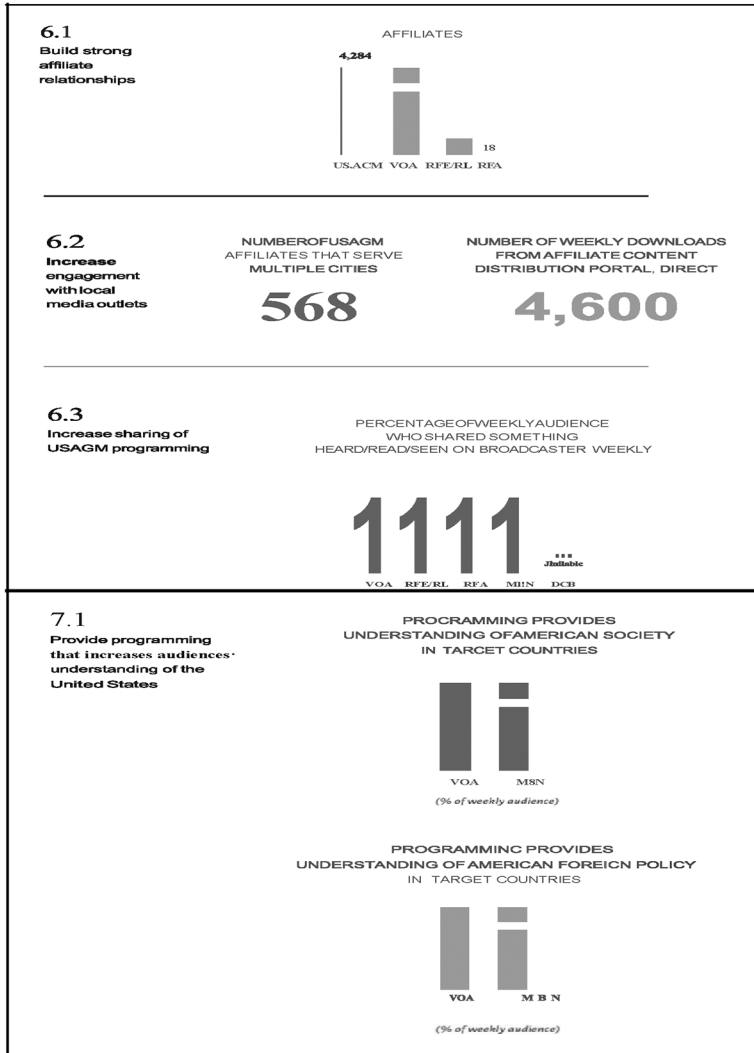 6.1
Build strong
affiliate
relationships
AFFILIATES
4,284
18
US.ACM VOA RFE/RL RFA
6.2
Increase
engagement
with local
media outlets
NUMBEROFUSAGM
AFFILIATES THAT SERVE
MULTIPLE CITIES
568
NUMBER OF WEEKLY DOWNLOADS
FROM AFFILIATE CONTENT
DISTRIBUTION PORTAL, DIRECT
4,600
6.3
Increase sharing of
USAGM programming
PERCENTAGEOFWEEKLYAUDIENCE
WHO SHARED SOMETHING
HEARD/READ/SEEN ON BROADCASTER WEEKLY
1111
VOA RFE/RL RFA MI!N DCB
7.1
Provide programming
that increases audiences·
understanding of the
United States
PROCRAMMING PROVIDES
UNDERSTANDING OFAMERICAN SOCIETY
IN TARCET COUNTRIES
VOA M8N
(% of weekly audience)
PROGRAMMINC PROVIDES
UNDERSTANDING OF AMERICAN FOREICN POLICY
IN TARGET COUNTRIES
VOA M B N
(% of weekly audience)